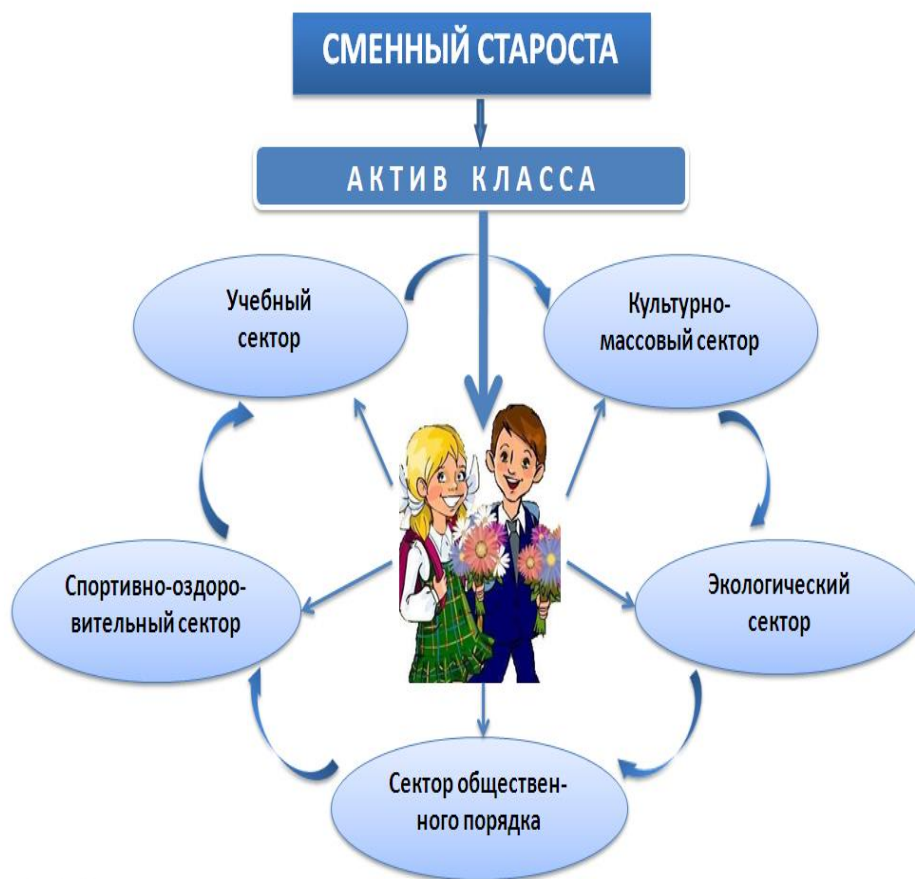 СМЕННЫЙ СТАРОСТА
АКТИВ КЛАССА
Учебный
сектор
Культурно-
массовый сектор
Спортивно-оздоро-
вительный сектор
Экологический
сектор
Сектор обществен-
ного порядка